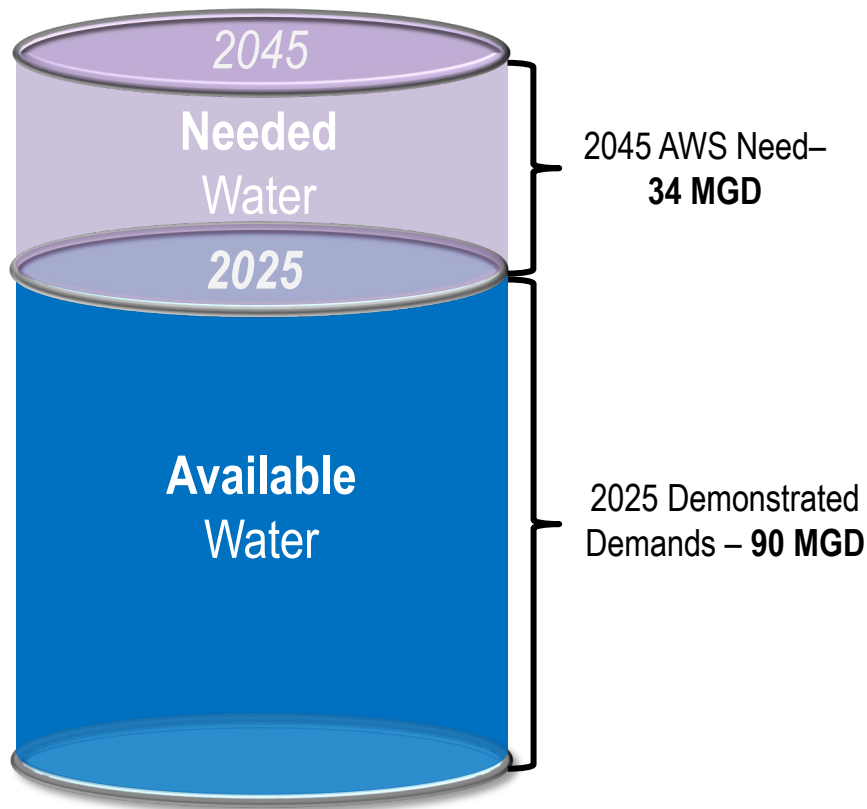 2045
Needed
Water
2045 AWS Need–
34 MGD
2025
Available
Water
2025 Demonstrated
Demands – 90 MGD